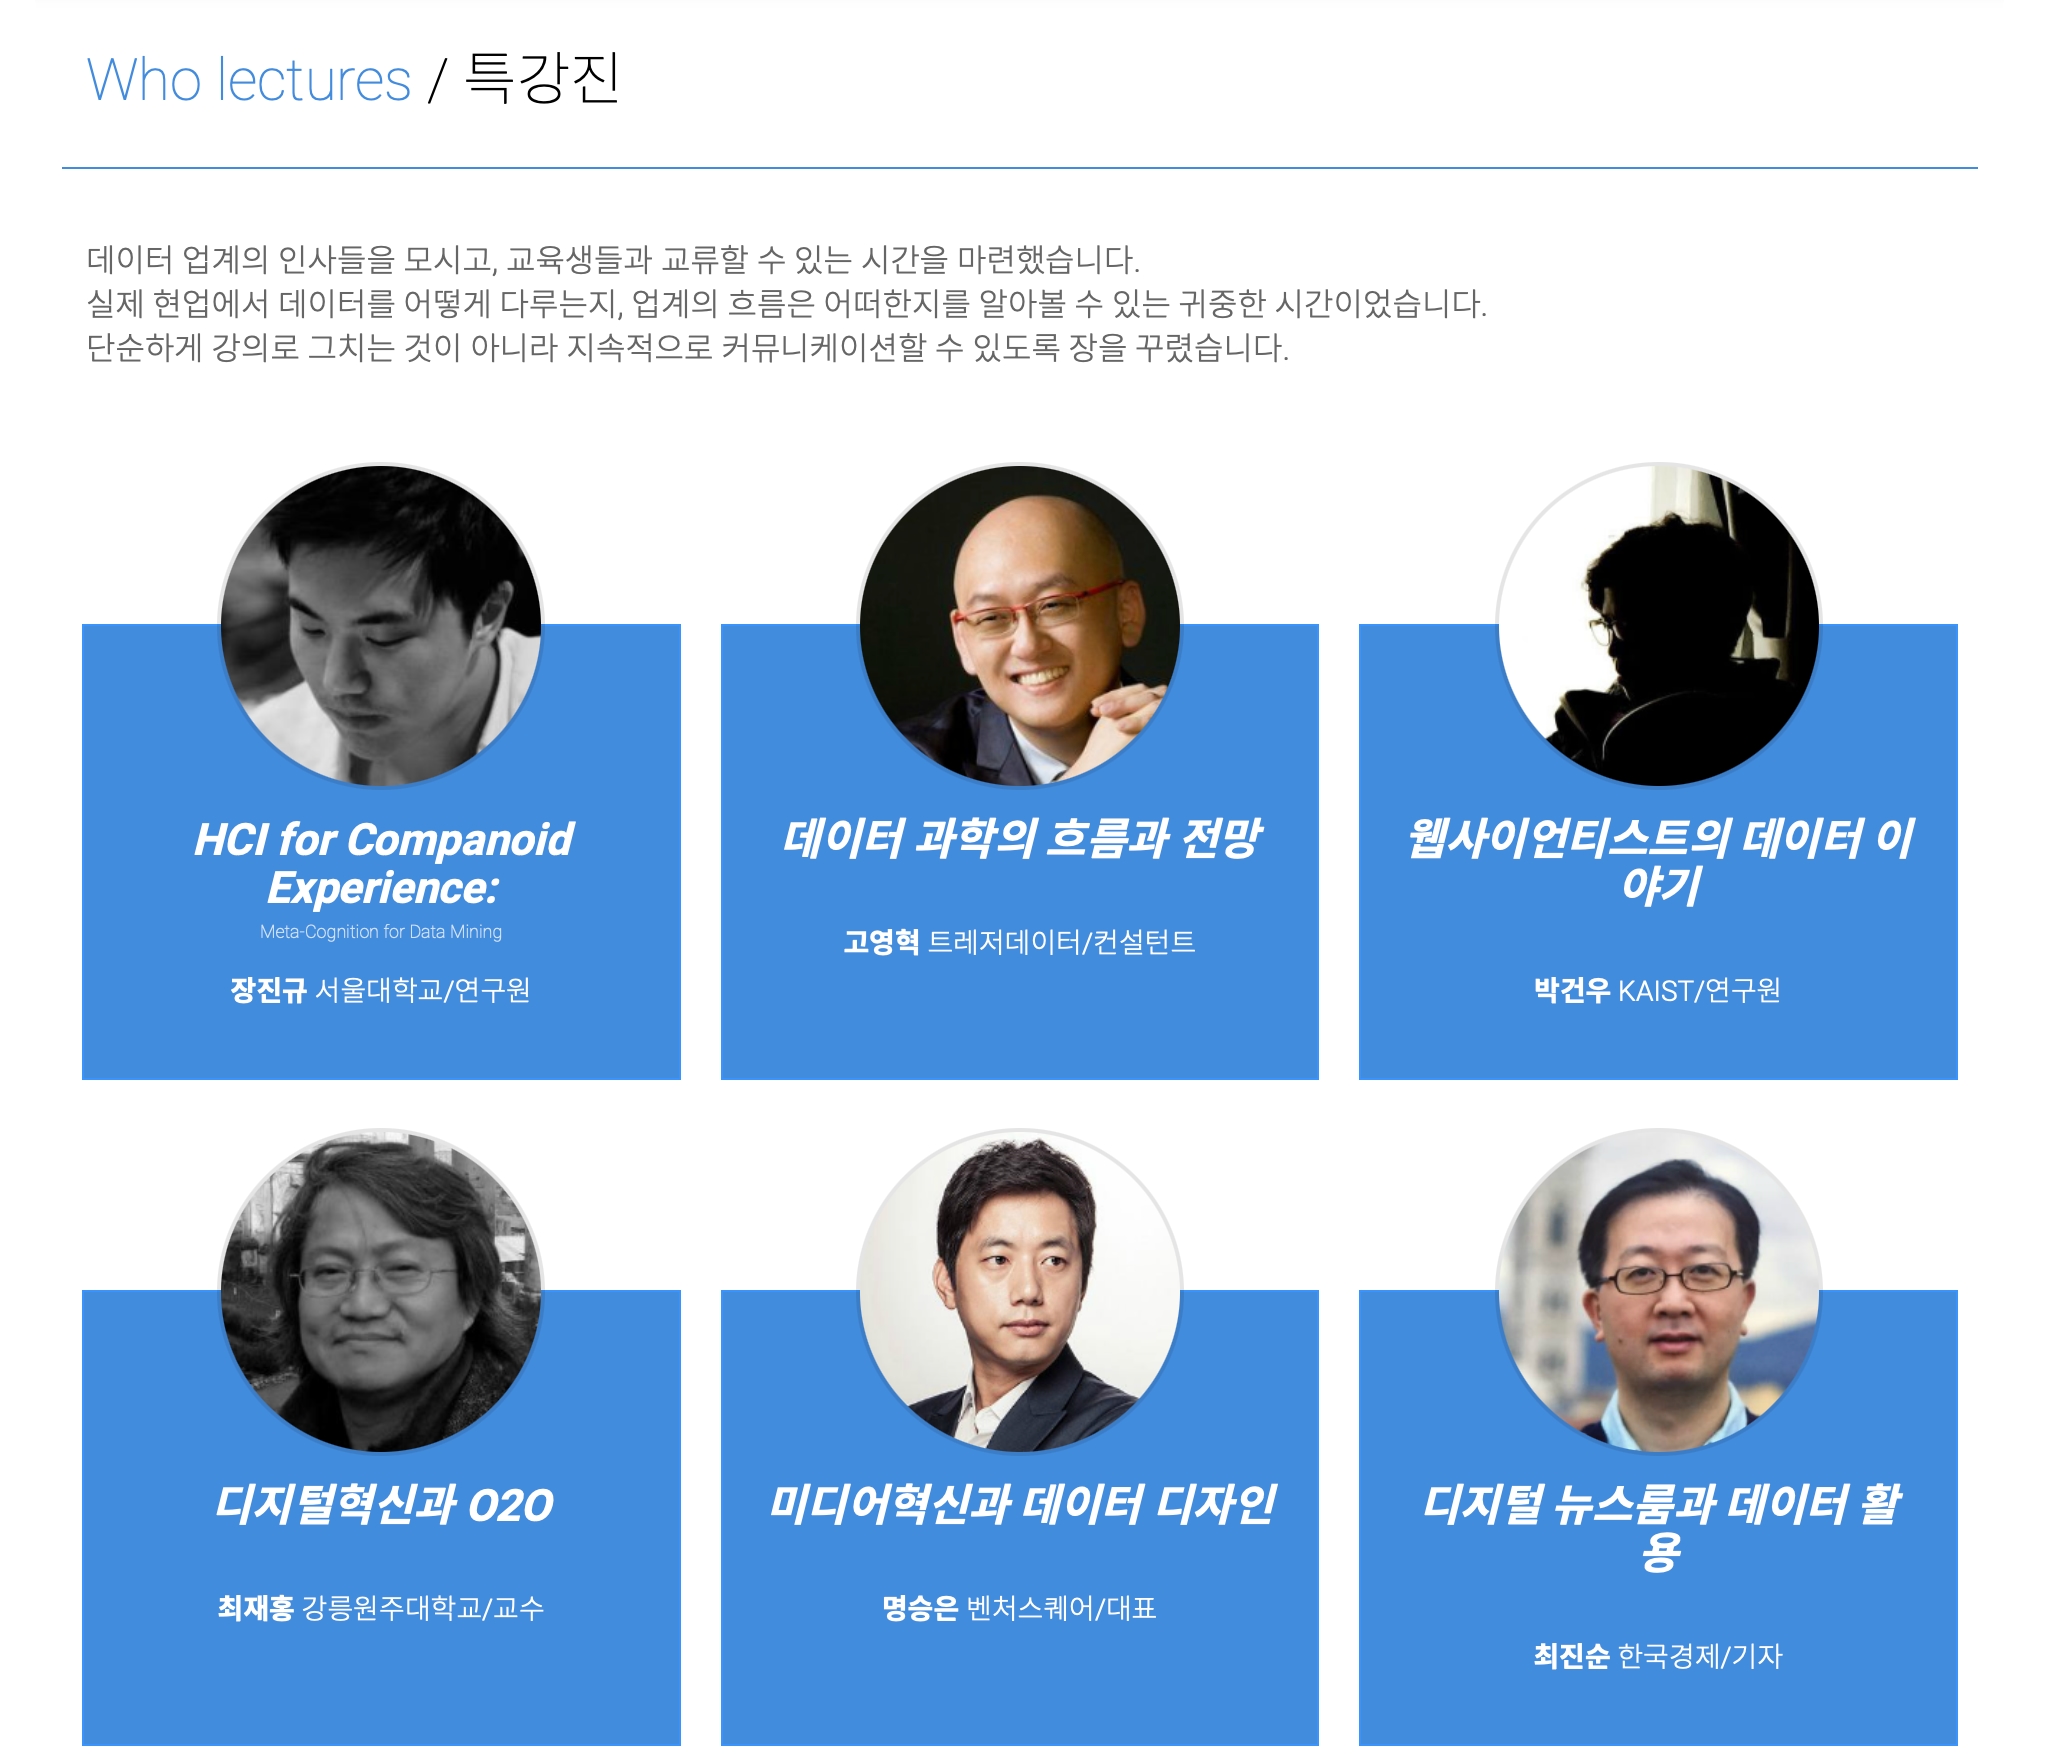 Who lectures / 특강진
데이터 업계의 인사들을 모시고, 교육생들과 교류할 수 있는 시간을 마련했습니다.
실제 현업에서 데이터를 어떻게 다루는지, 업계의 흐름은 어떠한지를 알아볼 수 있는 귀중한 시간이었습니다.
단순하게 강의로 그치는 것이 아니라 지속적으로 커뮤니케이션할 수 있도록 장을 꾸렸습니다.
HCI for Companoid
Experience:
Meta-Cognition for Data Mining
장진규 서울대학교/연구원
데이터 과학의 흐름과 전망
고영혁 트레저데이터/컨설턴트
웹사이언티스트의 데이터 이
야기
박건우 KAIST/연구원
디지털혁신과 O2O
최재홍 강릉원주대학교/교수
미디어혁신과 데이터 디자인
명승은 벤처스퀘어/대표
디지털 뉴스룸과 데이터 활
용
최진순 한국경제/기자